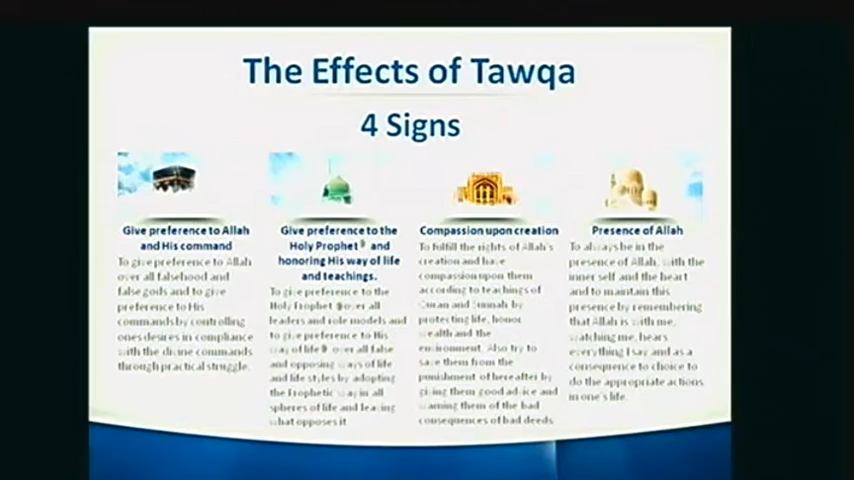 The Effects of Tawqa
4 Signs
Give preference to Allah
and His command
To give preference to Allah
over all falsehood and
false gods and to give
preference to His
commands by controlling
ones desires in compliance
with the divine commands
through practical struggle.
Give preference to the
Holy Prophet and
honoring His way of life
and teachings.
To give preference to the
Holy Prophet over all
leaders and role models and
to give preference to His
way of life over all false
and opposing ways of life
and life styles by adopting
the Prophetic way in all
spheres of life and leaving
what opposes it
Compassion upon creation
To fulfill the rights of Allah's
creation and have
compassion upon them
according to teachings of
Quran and Sunnah by
protecting life, honor
wealth and the
environment. Also try to
save them from the
punishment of hereafter by
giving them good advice and
warning them of the bad
consequences of bad deeds
Presence of Allah
To always be in the
presence of Allah, with the
inner self and the heart
and to maintain this
presence by remembering
that Allah is with me,
watching me, hears
everything I say and as a
consequence to choice to
do the appropriate actions
in one's life.